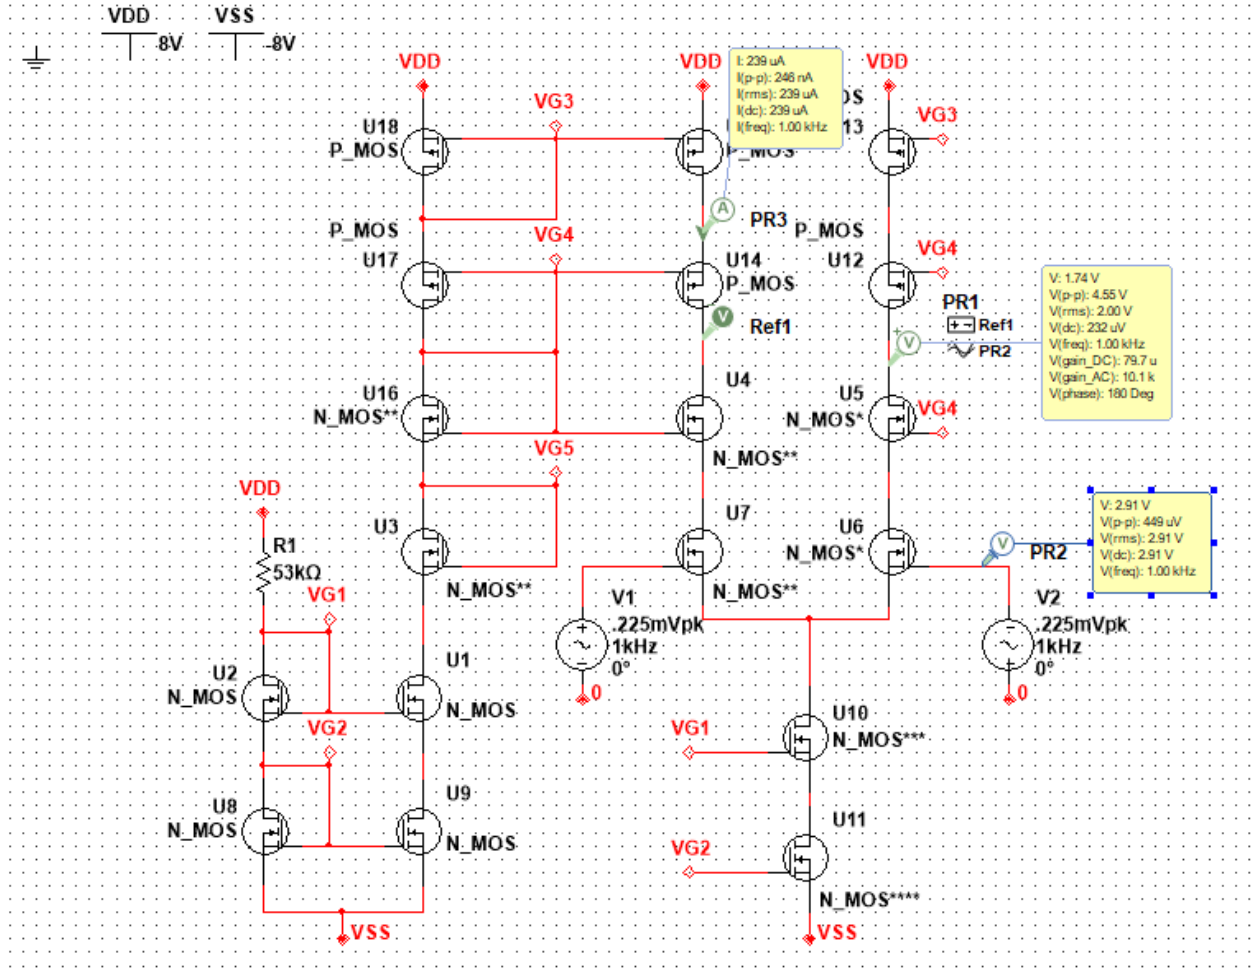 VDD
8V
VSS
-8V
VDD
VDD
VDD
I: 239 uA
I(p-p): 246 nA
I(rms): 239 uA
I(dc): 239 uA
I(freq): 1.00 kHz
OS
VG3
VG3
U18
P_MOS
P_MOS
13
PR3
P_MOS
U17
VG4
U14
P_MOS
P_MOS
U12
VG4
Ref1
PR1
Ref1
PR2
V: 1.74 V
V(p-p): 4.55 V
V(rms): 2.00 V
V(dc): 232 uV
V(freq): 1.00 kHz
V(gain_DC): 79.7 u
V(gain_AC): 10.1 k
V(phase): 180 Deg
U16
N_MOS**
U4
N_MOS**
U5
N_MOS*
VG4
VG5
VDD
R1
53kΩ
U3
N_MOS**
U7
N_MOS**
U6
N_MOS*
PR2
V: 2.91 V
V(p-p): 449 uV
V(rms): 2.91 V
V(dc): 2.91 V
V(freq): 1.00 kHz
VG1
V1
.225mVpk
1kHz
0°
0
V2
.225mVpk
1kHz
0°
0
U2
N_MOS
U1
N_MOS
VG2
VG1
U10
N_MOS***
U8
N_MOS
U9
N_MOS
VG2
U11
N_MOS****
VSS
VSS